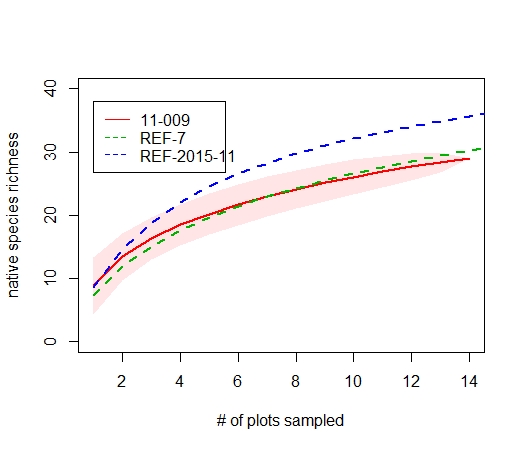 native species richness
40
30
20
10
0
11-009
REF-7
REF-2015-11
2 4 6 8 10 12 14
# of plots sampled